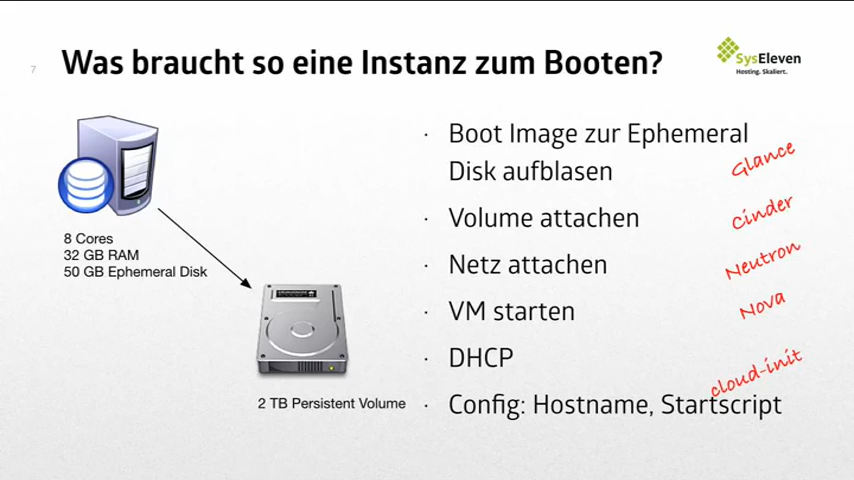 7
Was braucht so eine Instanz zum Booten?
SysEleven
Hosting. Skaliert.
8 Cores
32 GB RAM
50 GB Ephemeral Disk
2 TB Persistent Volume
· Boot Image zur Ephemeral
Disk aufblasen
Glance
· Volume attachen
Cinder
· Netz attachen
Neutron
· VM starten
Nova
· DHCP
cloud-init
· Config: Hostname, Startscript